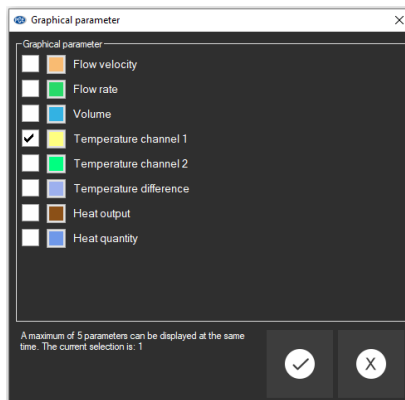 Graphical parameter
Graphical parameter
Flow velocity
Flow rate
Volume
Temperature channel 1
Temperature channel 2
Temperature difference
Heat output
Heat quantity
A maximum of 5 parameters can be displayed at the same
time. The current selection is: 1
X